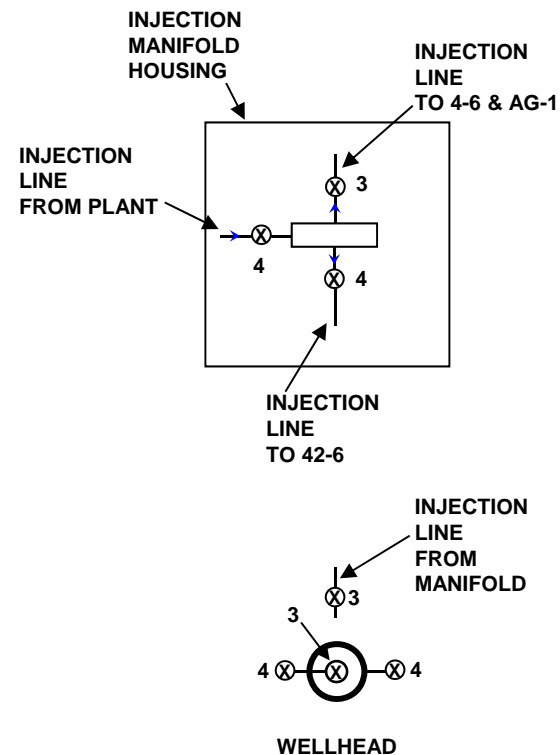 INJECTION
MANIFOLD
HOUSING
INJECTION
LINE
TO 4-6 & AG-1
INJECTION
LINE
FROM PLANT
3
4
4
INJECTION
LINE
TO 42-6
INJECTION
LINE
FROM
MANIFOLD
3
3
4
4
WELLHEAD